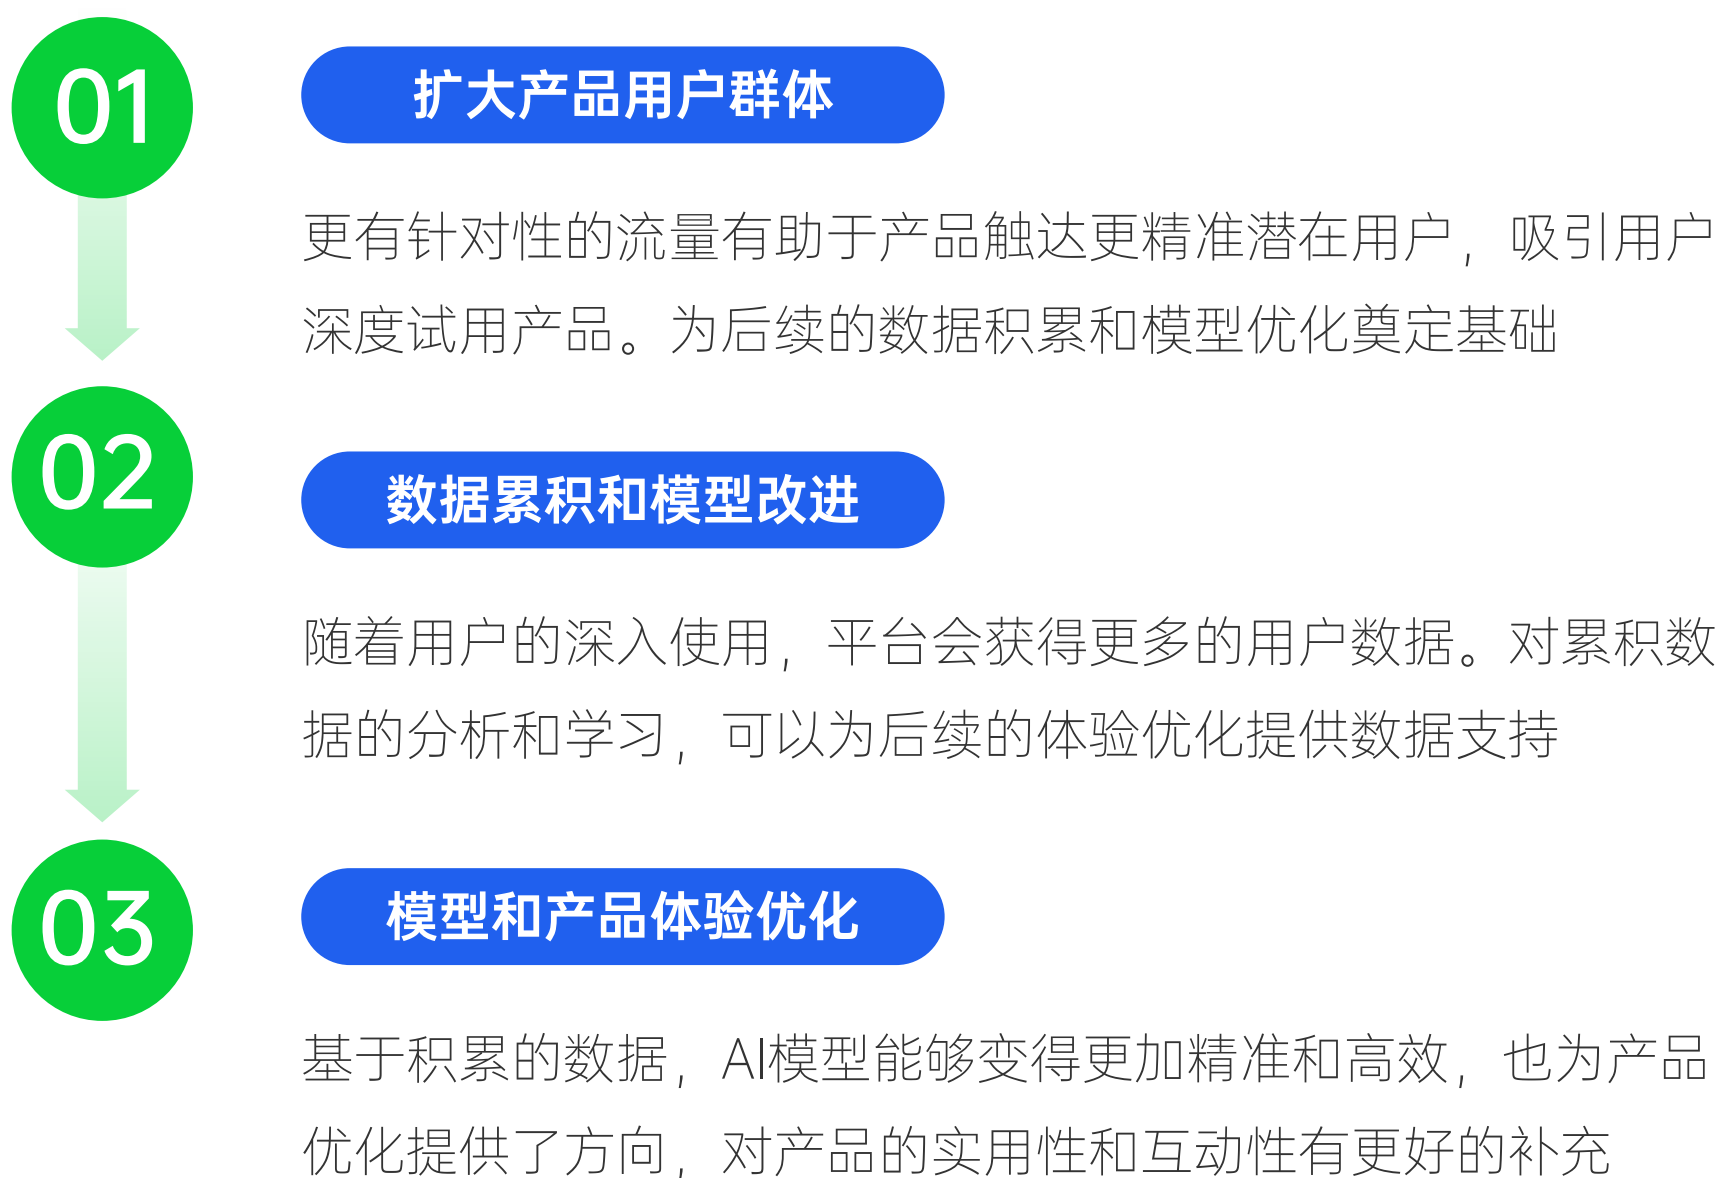 01
扩大产品用户群体
更有针对性的流量有助于产品触达更精准潜在用户，吸引用户
深度试用产品。为后续的数据积累和模型优化奠定基础
02
数据累积和模型改进
随着用户的深入使用，平台会获得更多的用户数据。对累积数
据的分析和学习，可以为后续的体验优化提供数据支持
03
模型和产品体验优化
基于积累的数据，AI模型能够变得更加精准和高效，也为产品
优化提供了方向，对产品的实用性和互动性有更好的补充